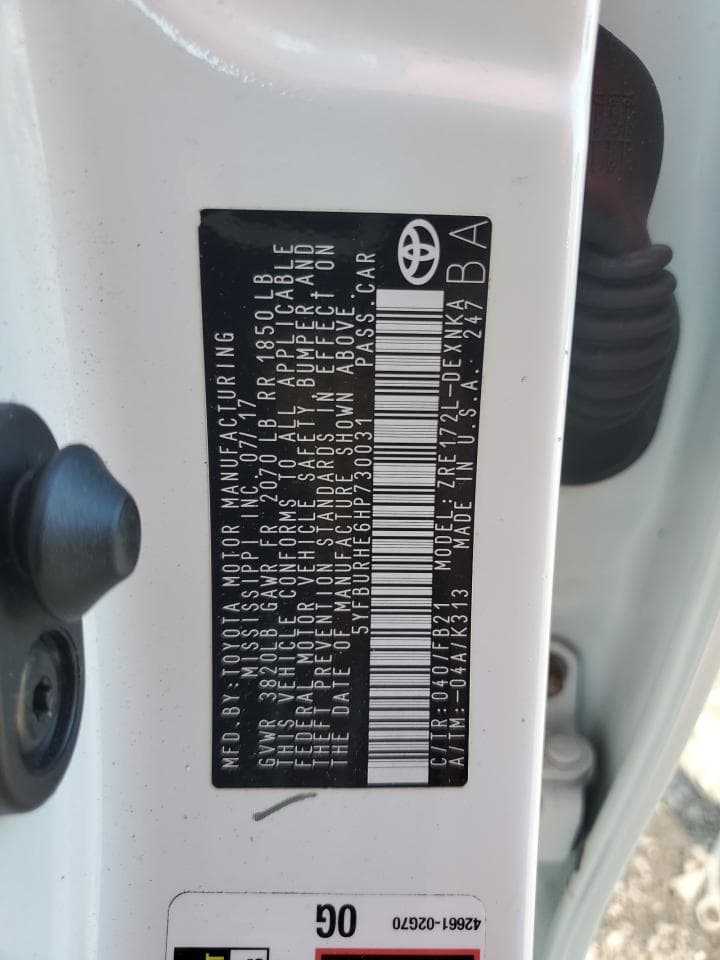 MFD. BY: TOYOTA MOTOR MANUFACTURING
MISSISSIPPI INC. 07/17
GVWR 3820LB GAWR FR 2070 LB RR 1850 LB
THIS VEHICLE CONFORMS TO ALL APPLICABLE
FEDERAL MOTOR VEHICLE SAFETY, BUMPER, AND
THEFT PREVENTION STANDARDS IN EFFECT ON
THE DATE OF MANUFACTURE SHOWN ABOVE.
5YFBURHE6HP730031 PASS. CAR
C/TR: 040/FB21 MODEL: ZRE172L-DEXNKA
A/TM: -04A/K313 MADE IN U.S.A. 247
BA
42661-02G70
0G